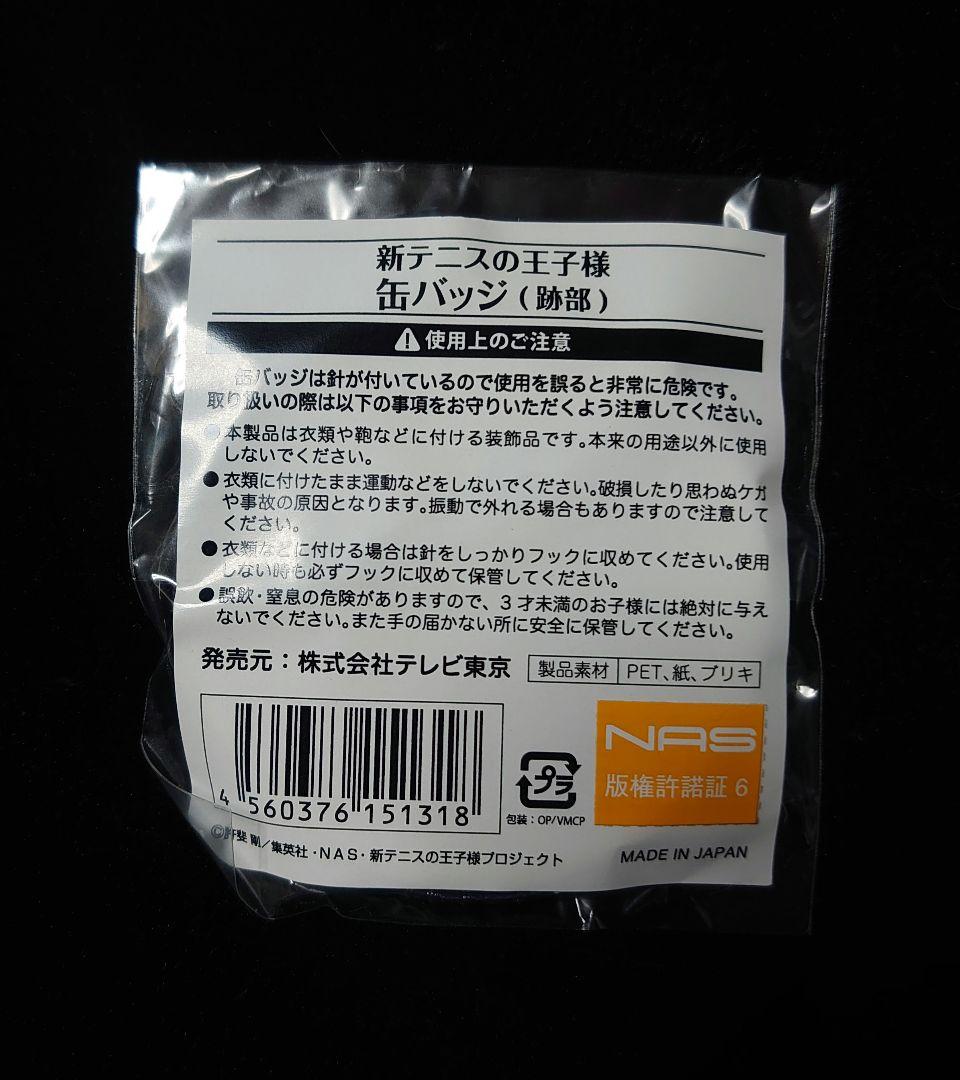 新テニスの王子様
缶バッジ(跡部)
⚠使用上のご注意
缶バッジは針が付いているので使用を誤ると非常に危険です。
取り扱いの際は以下の事項をお守りいただくよう注意してください。
●本製品は衣類や鞄などに付ける装飾品です。本来の用途以外に使用
しないでください。
●衣類に付けたまま運動などをしないでください。破損したり思わぬケガ
や事故の原因となります。振動で外れる場合もありますので注意して
ください。
●衣類などに付ける場合は針をしっかりフックに収めてください。使用
しない時も必ずフックに収めて保管してください。
●誤飲・窒息の危険がありますので、3才未満のお子様には絶対に与え
ないでください。また手の届かない所に安全に保管してください。
発売元:株式会社テレビ東京
製品素材 PET、紙、ブリキ
4 560376 151318
プラ
包装:OP/VMCP
NAS
版権許諾証 6
©許斐 剛/集英社・NAS・新テニスの王子様プロジェクト
MADE IN JAPAN